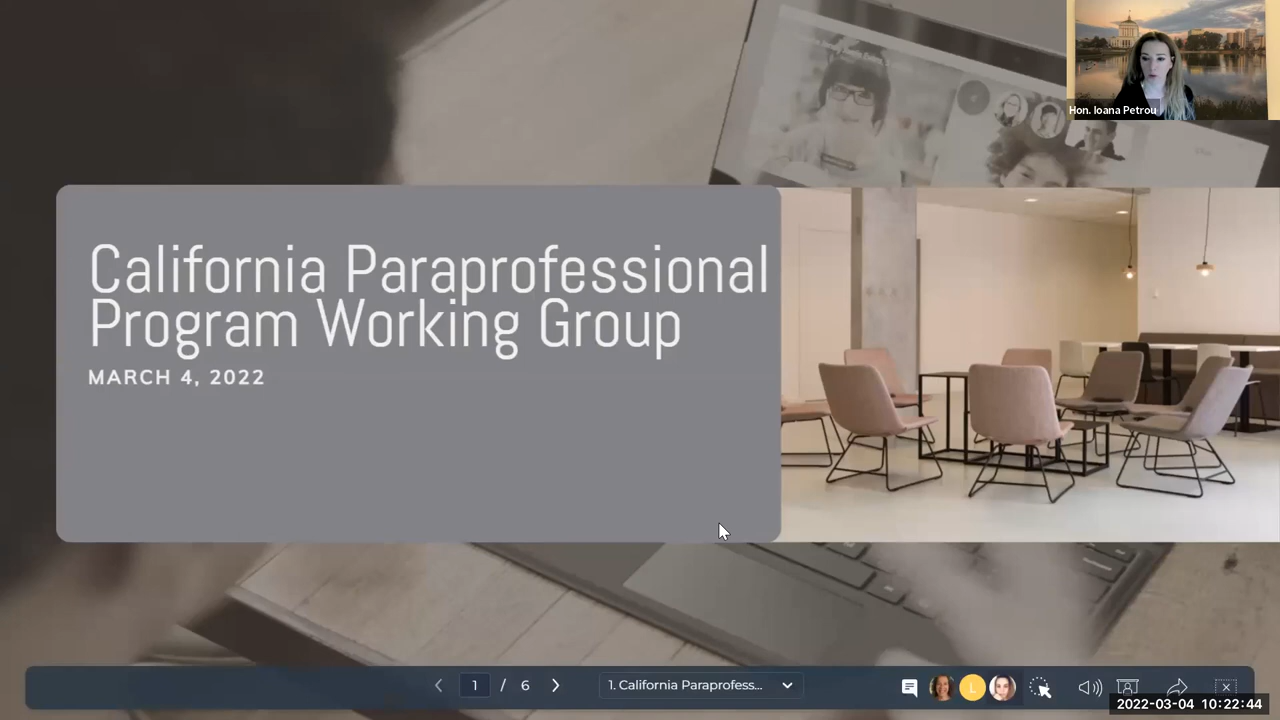 Hon. Ioana Petrou
California Paraprofessional
Program Working Group
MARCH 4, 2022
1 / 6
1. California Paraprofess...
L
2022-03-04 10:22:44